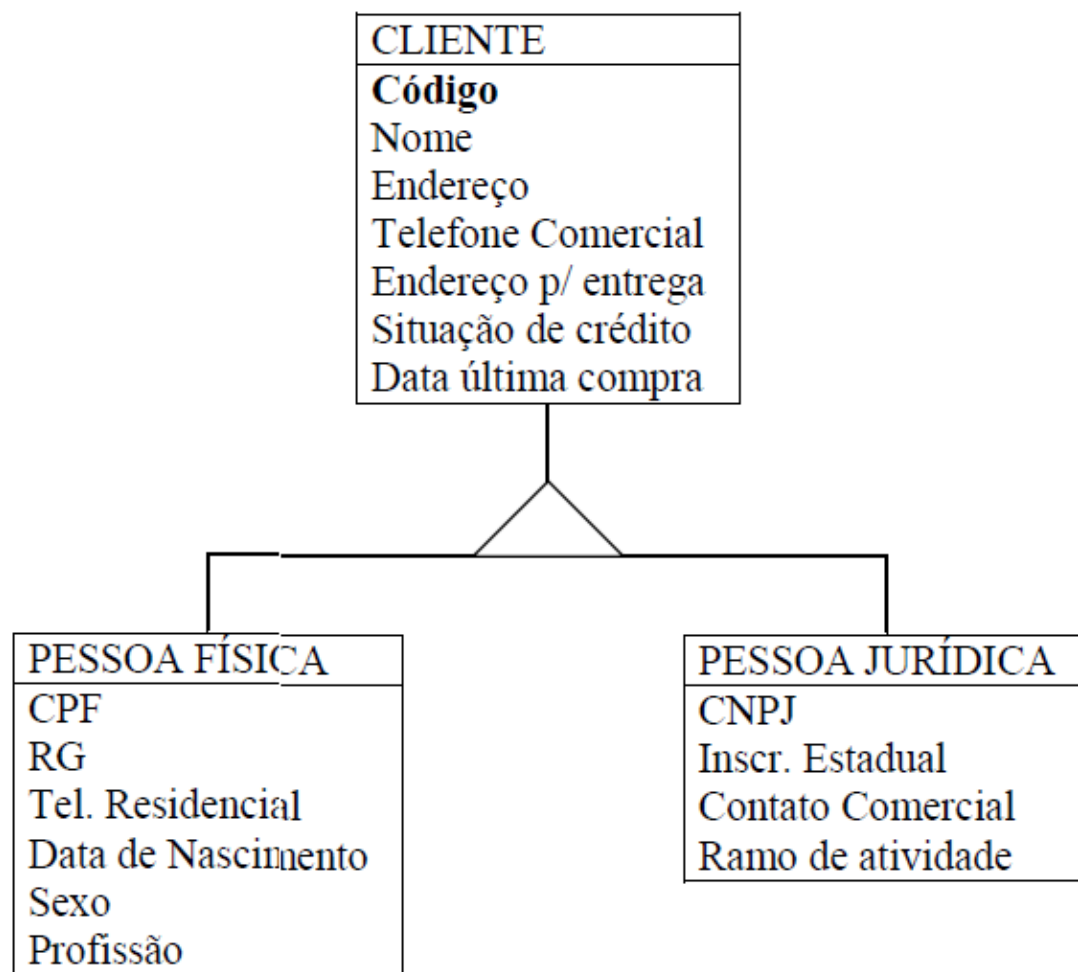 CLIENTE
Código
Nome
Endereço
Telefone Comercial
Endereço p/ entrega
Situação de crédito
Data última compra
PESSOA FÍSICA
CPF
RG
Tel. Residencial
Data de Nascimento
Sexo
Profissão
PESSOA JURÍDICA
CNPJ
Inscr. Estadual
Contato Comercial
Ramo de atividade